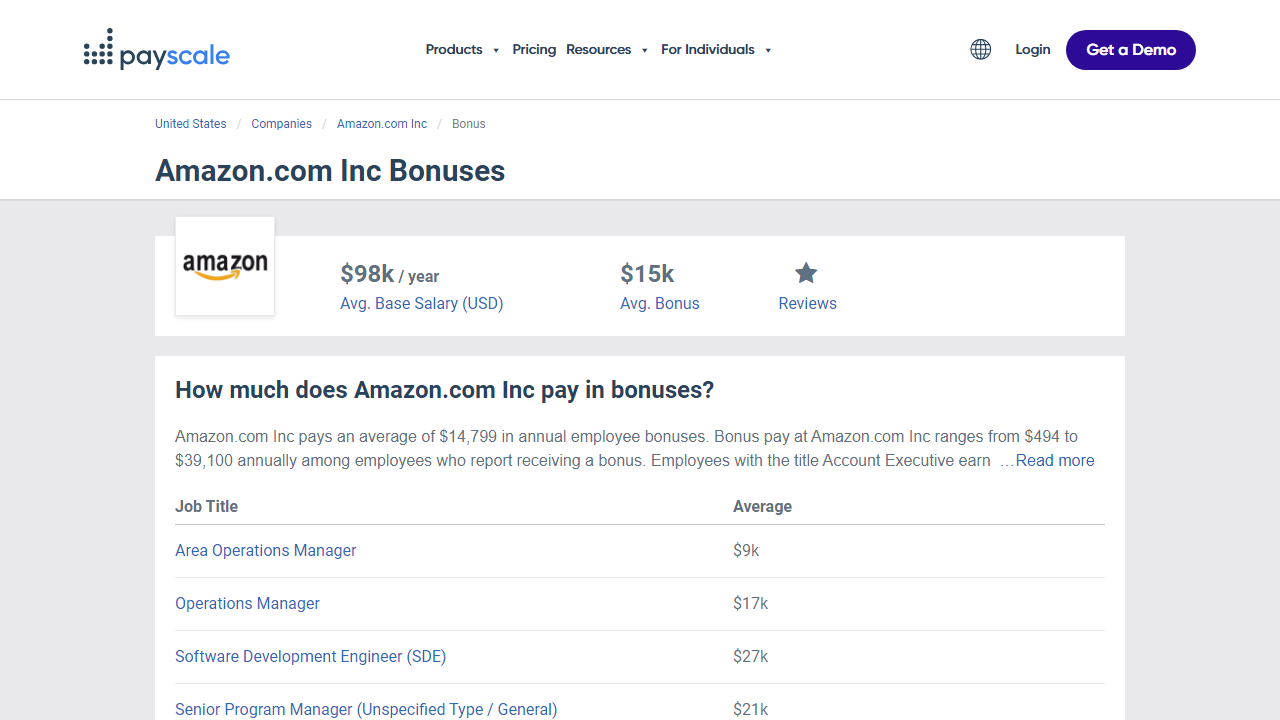 payscale
Products
Pricing
Resources
For Individuals
Login
Get a Demo
United States / Companies / Amazon.com Inc / Bonus
Amazon.com Inc Bonuses
amazon
$98k / year
Avg. Base Salary (USD)
$15k
Avg. Bonus
Reviews
How much does Amazon.com Inc pay in bonuses?
Amazon.com Inc pays an average of $14,799 in annual employee bonuses. Bonus pay at Amazon.com Inc ranges from $494 to
$39,100 annually among employees who report receiving a bonus. Employees with the title Account Executive earn …Read more
Job Title Average
Area Operations Manager $9k
Operations Manager $17k
Software Development Engineer (SDE) $27k
Senior Program Manager (Unspecified Type / General) $21k